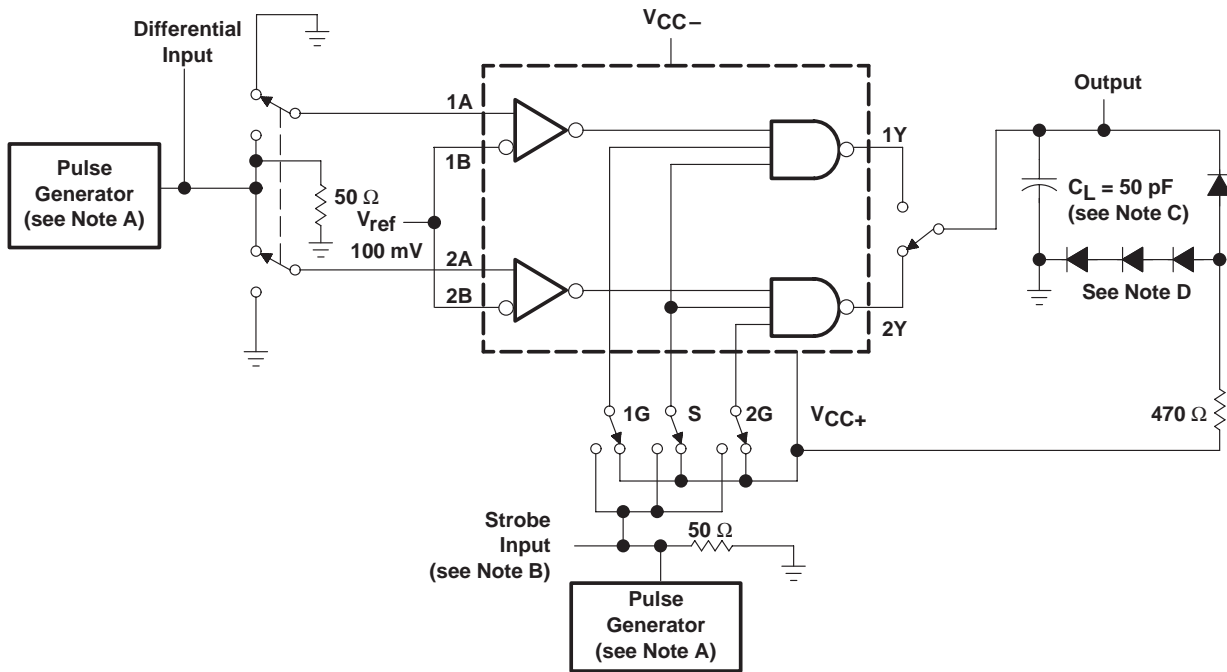 Differential
Input
VCC−
Output
1A
1B
1Y
Pulse
Generator
(see Note A)
50 Ω
Vref
100 mV
CL = 50 pF
(see Note C)
2A
2B
2Y
See Note D
1G
S
2G
VCC+
470 Ω
Strobe
Input
(see Note B)
50 Ω
Pulse
Generator
(see Note A)